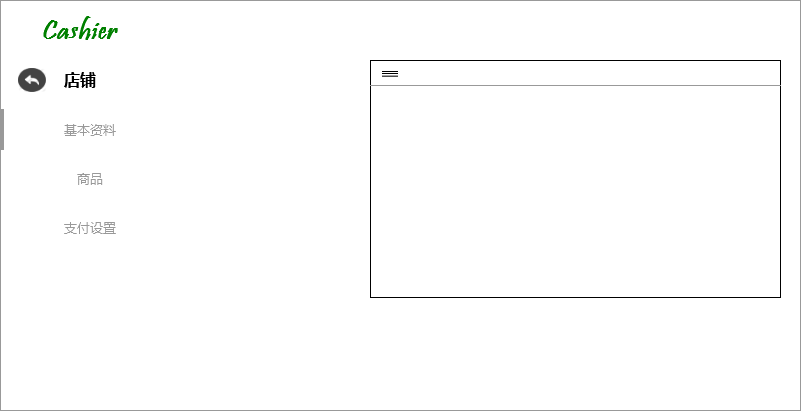 Cashier
店铺
基本资料
商品
支付设置